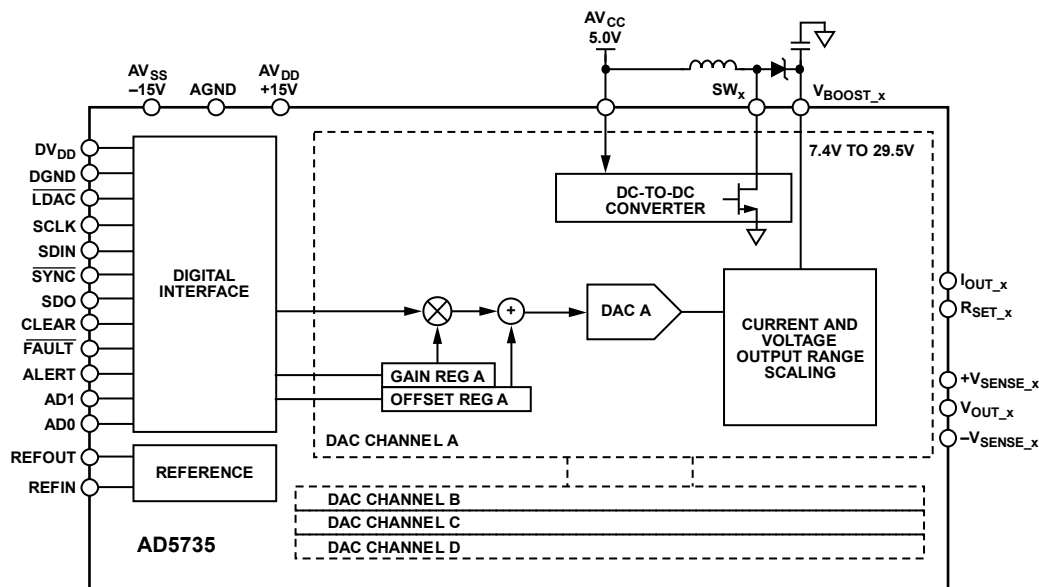 AVCC
5.0V
AVSS
–15V
AGND
AVDD
+15V
SWx
VBOOST_x
7.4V TO 29.5V
DVDD
DGND
LDAC
SCLK
SDIN
SYNC
SDO
CLEAR
FAULT
ALERT
AD1
AD0
REFOUT
REFIN
DIGITAL
INTERFACE
REFERENCE
DC-TO-DC
CONVERTER
+
DAC A
GAIN REG A
OFFSET REG A
CURRENT AND
VOLTAGE
OUTPUT RANGE
SCALING
DAC CHANNEL A
IOUT_x
RSET_x
+VSENSE_x
VOUT_x
–VSENSE_x
DAC CHANNEL B
DAC CHANNEL C
DAC CHANNEL D
AD5735